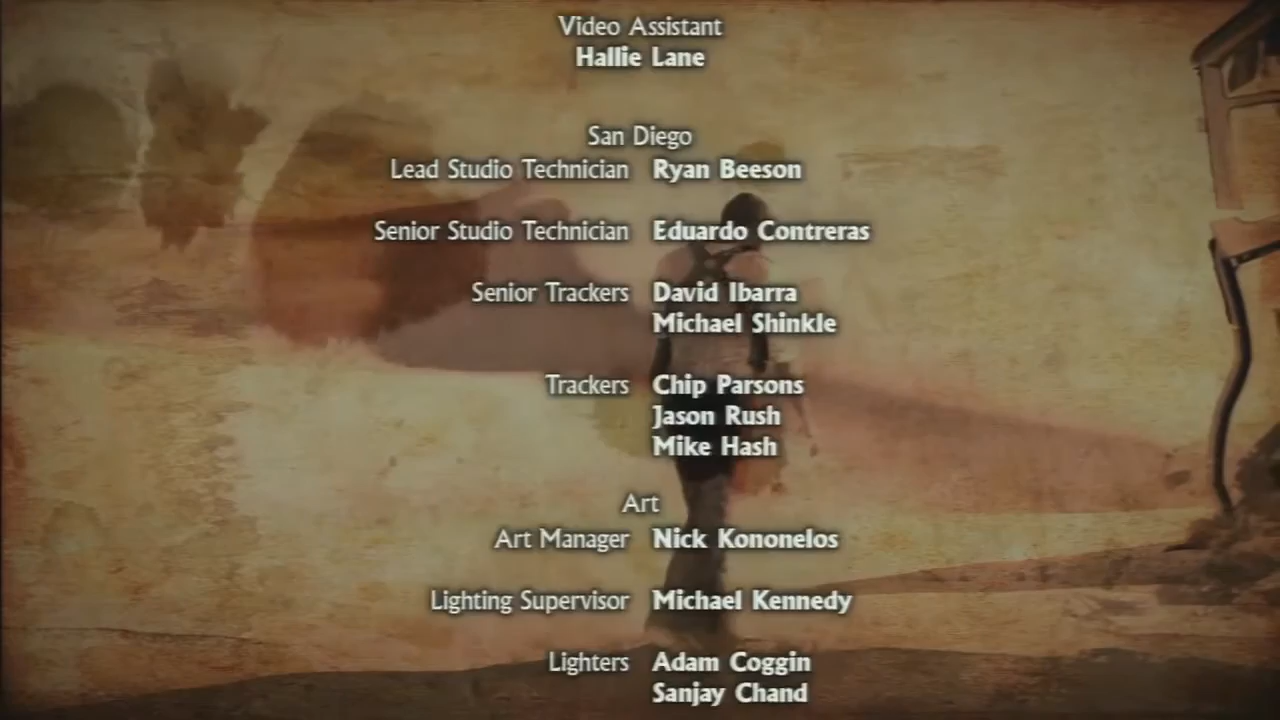 Video Assistant
Hallie Lane
San Diego
Lead Studio Technician Ryan Beeson
Senior Studio Technician Eduardo Contreras
Senior Trackers David Ibarra
Michael Shinkle
Trackers Chip Parsons
Jason Rush
Mike Hash
Art
Art Manager Nick Kononelos
Lighting Supervisor Michael Kennedy
Lighters Adam Coggin
Sanjay Chand